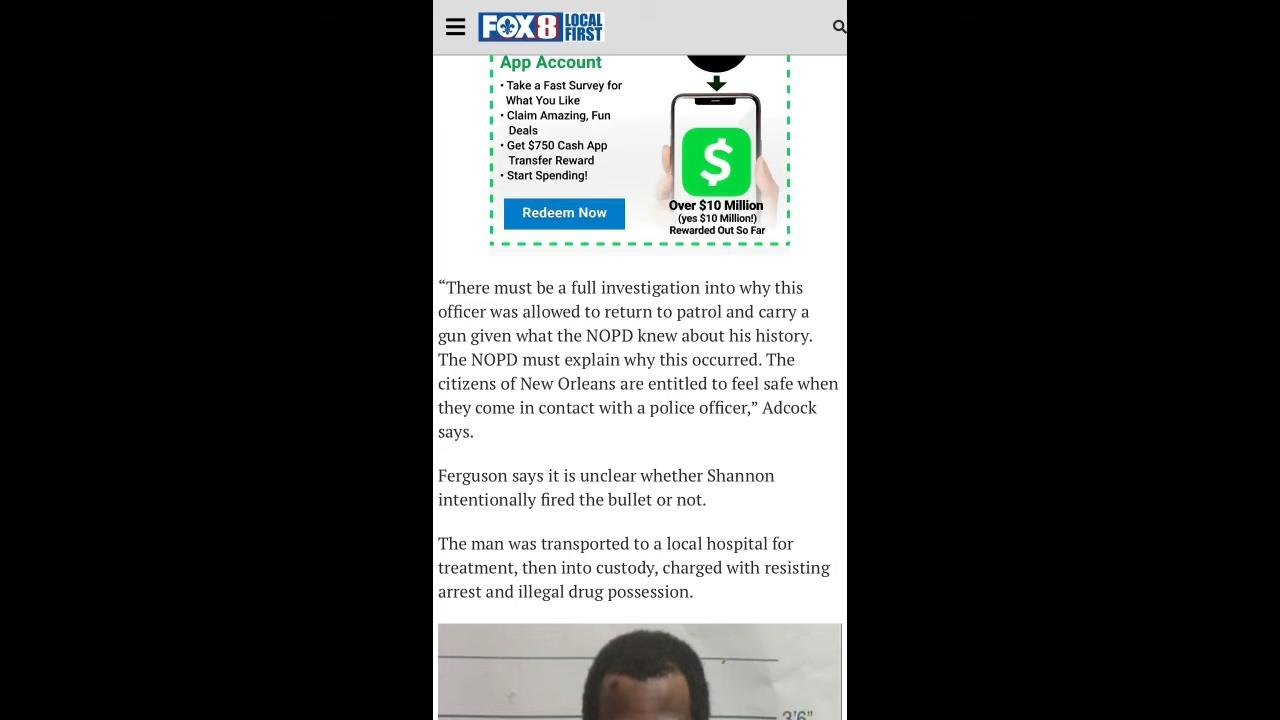 FOX 8 LOCAL
FIRST
App Account
• Take a Fast Survey for
What You Like
• Claim Amazing, Fun
Deals
• Get $750 Cash App
Transfer Reward
• Start Spending!
Redeem Now
$
Over $10 Million
(yes $10 Million!)
Rewarded Out So Far
“There must be a full investigation into why this
officer was allowed to return to patrol and carry a
gun given what the NOPD knew about his history.
The NOPD must explain why this occurred. The
citizens of New Orleans are entitled to feel safe when
they come in contact with a police officer,” Adcock
says.
Ferguson says it is unclear whether Shannon
intentionally fired the bullet or not.
The man was transported to a local hospital for
treatment, then into custody, charged with resisting
arrest and illegal drug possession.
3'6"